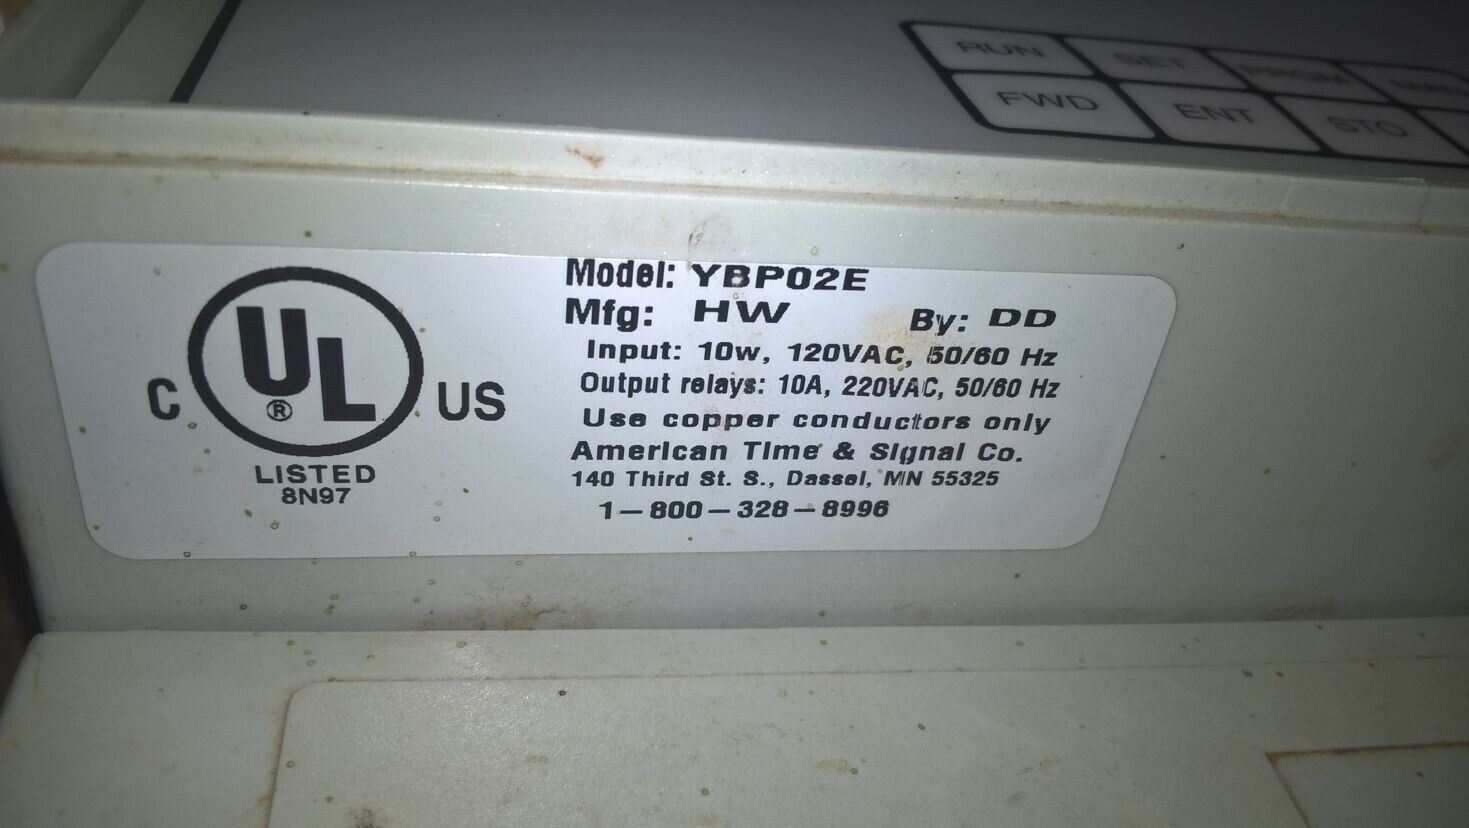 RUN SET PRGM
FWD ENT STO
C UL ® US
LISTED
8N97
Model: YBP02E
Mfg: HW By: DD
Input: 10w, 120VAC, 50/60 Hz
Output relays: 10A, 220VAC, 50/60 Hz
Use copper conductors only
American Time & Signal Co.
140 Third St. S., Dassel, MN 55325
1-800-328-8996